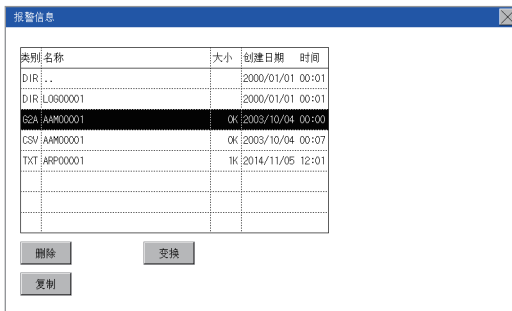 报警信息
类别 名称 大小 创建日期 时间
DIR .. 2000/01/01 00:01
DIR LOG00001 2000/01/01 00:01
G2A AAM00001 0K 2003/10/04 00:00
CSV AAM00001 0K 2003/10/04 00:07
TXT ARP00001 1K 2014/11/05 12:01
删除 变换
复制